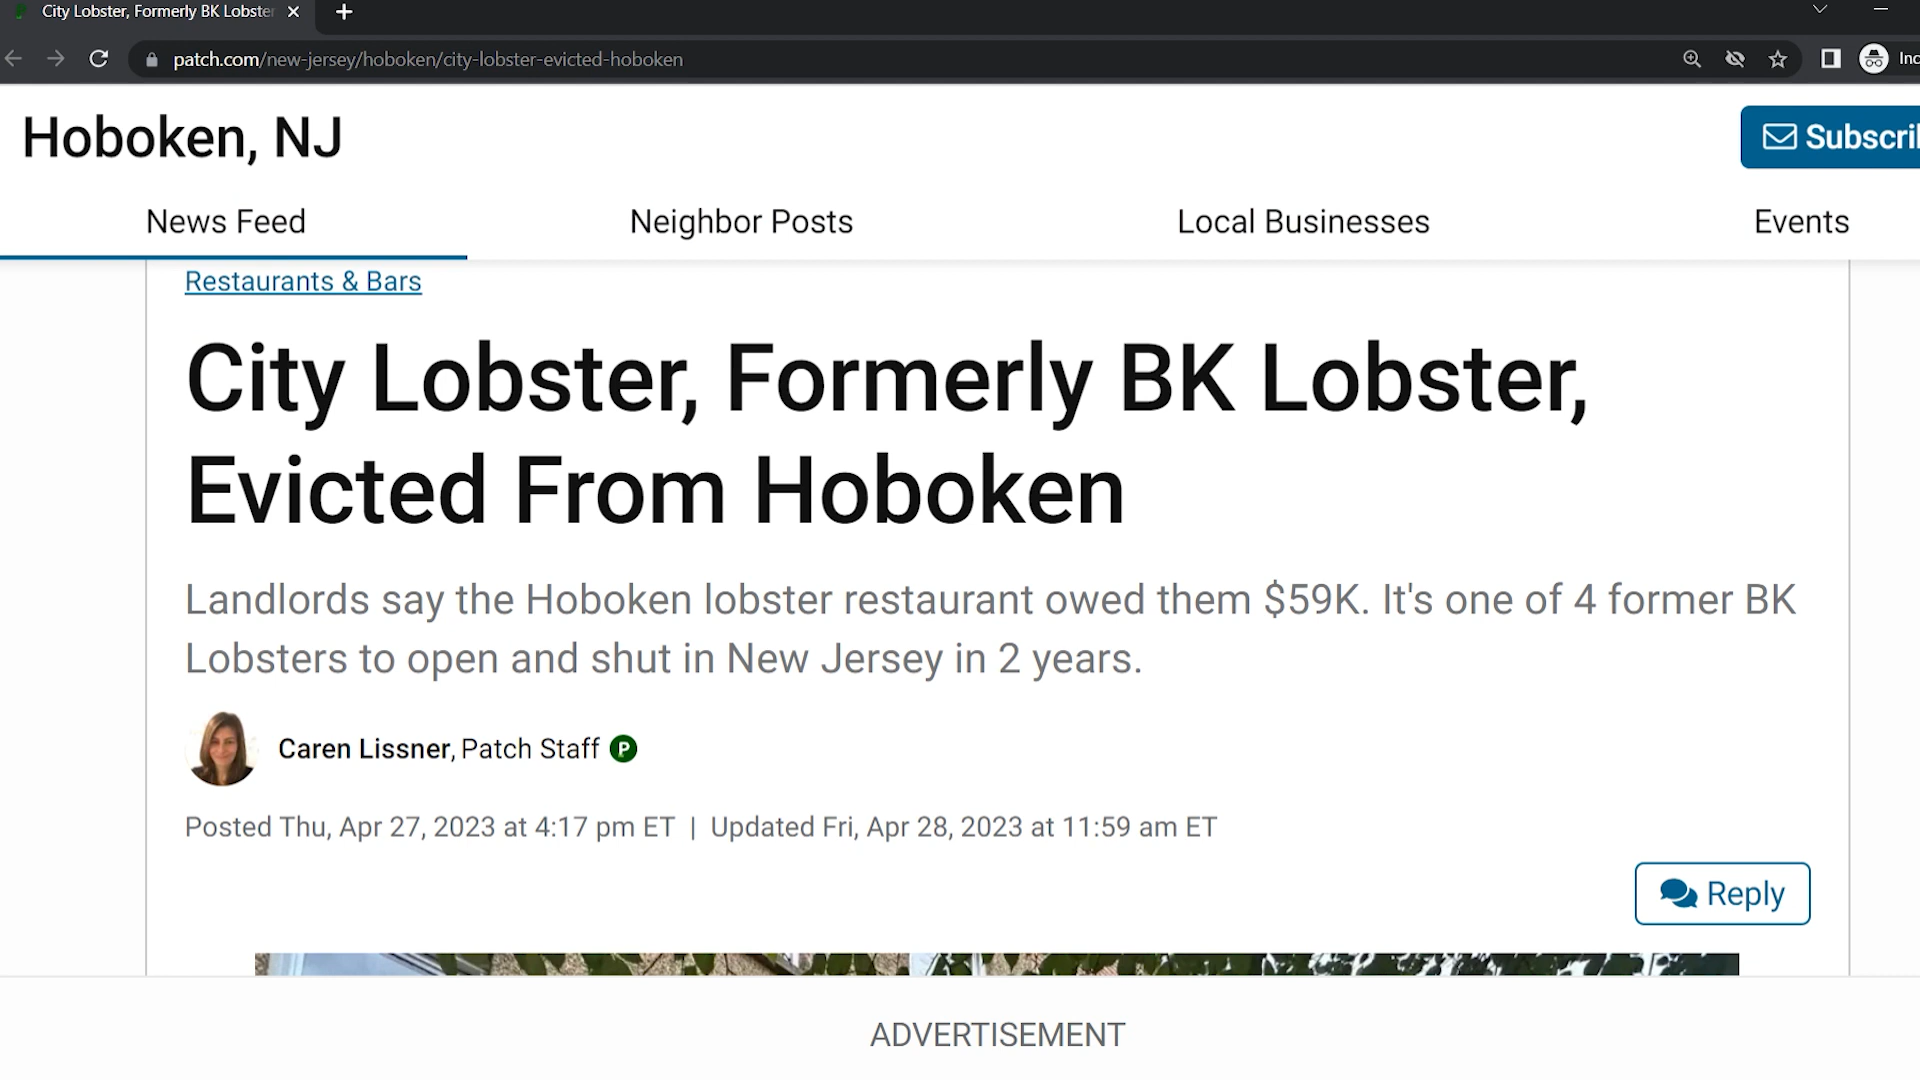 City Lobster, Formerly BK Lobster
patch.com/new-jersey/hoboken/city-lobster-evicted-hoboken
Hoboken, NJ
News Feed
Neighbor Posts
Local Businesses
Events
Restaurants & Bars
City Lobster, Formerly BK Lobster,
Evicted From Hoboken
Landlords say the Hoboken lobster restaurant owed them $59K. It's one of 4 former BK
Lobsters to open and shut in New Jersey in 2 years.
Caren Lissner, Patch Staff P
Posted Thu, Apr 27, 2023 at 4:17 pm ET | Updated Fri, Apr 28, 2023 at 11:59 am ET
Reply
ADVERTISEMENT